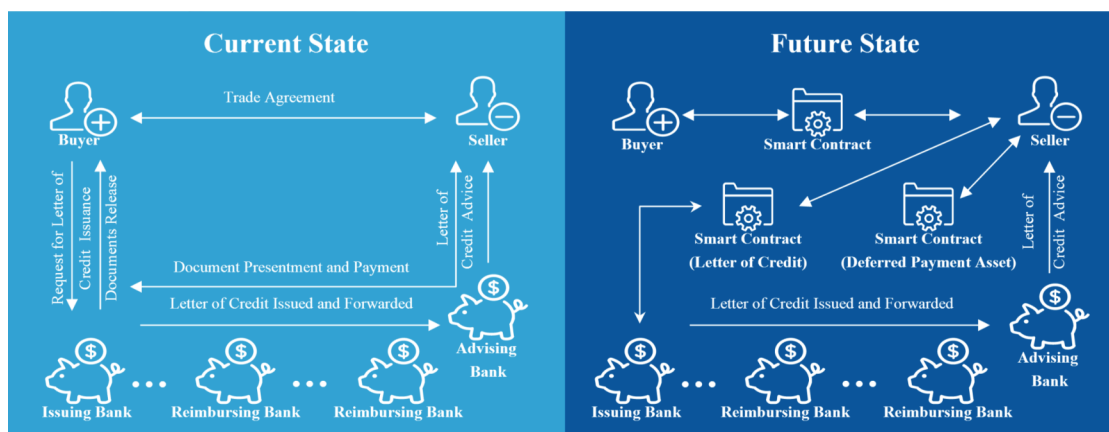 Current State
Trade Agreement
Buyer
Seller
Request for Letter of
Credit Issuance
Documents Release
Letter of
Credit Advice
Document Presentment and Payment
Letter of Credit Issued and Forwarded
$
Advising
Bank
$
$
$
Issuing Bank
Reimbursing Bank
Reimbursing Bank
Future State
Buyer
Smart Contract
Seller
Smart Contract
(Letter of Credit)
Smart Contract
(Deferred Payment Asset)
Letter of
Credit Advice
Letter of Credit Issued and Forwarded
$
Advising
Bank
$
$
$
Issuing Bank
Reimbursing Bank
Reimbursing Bank